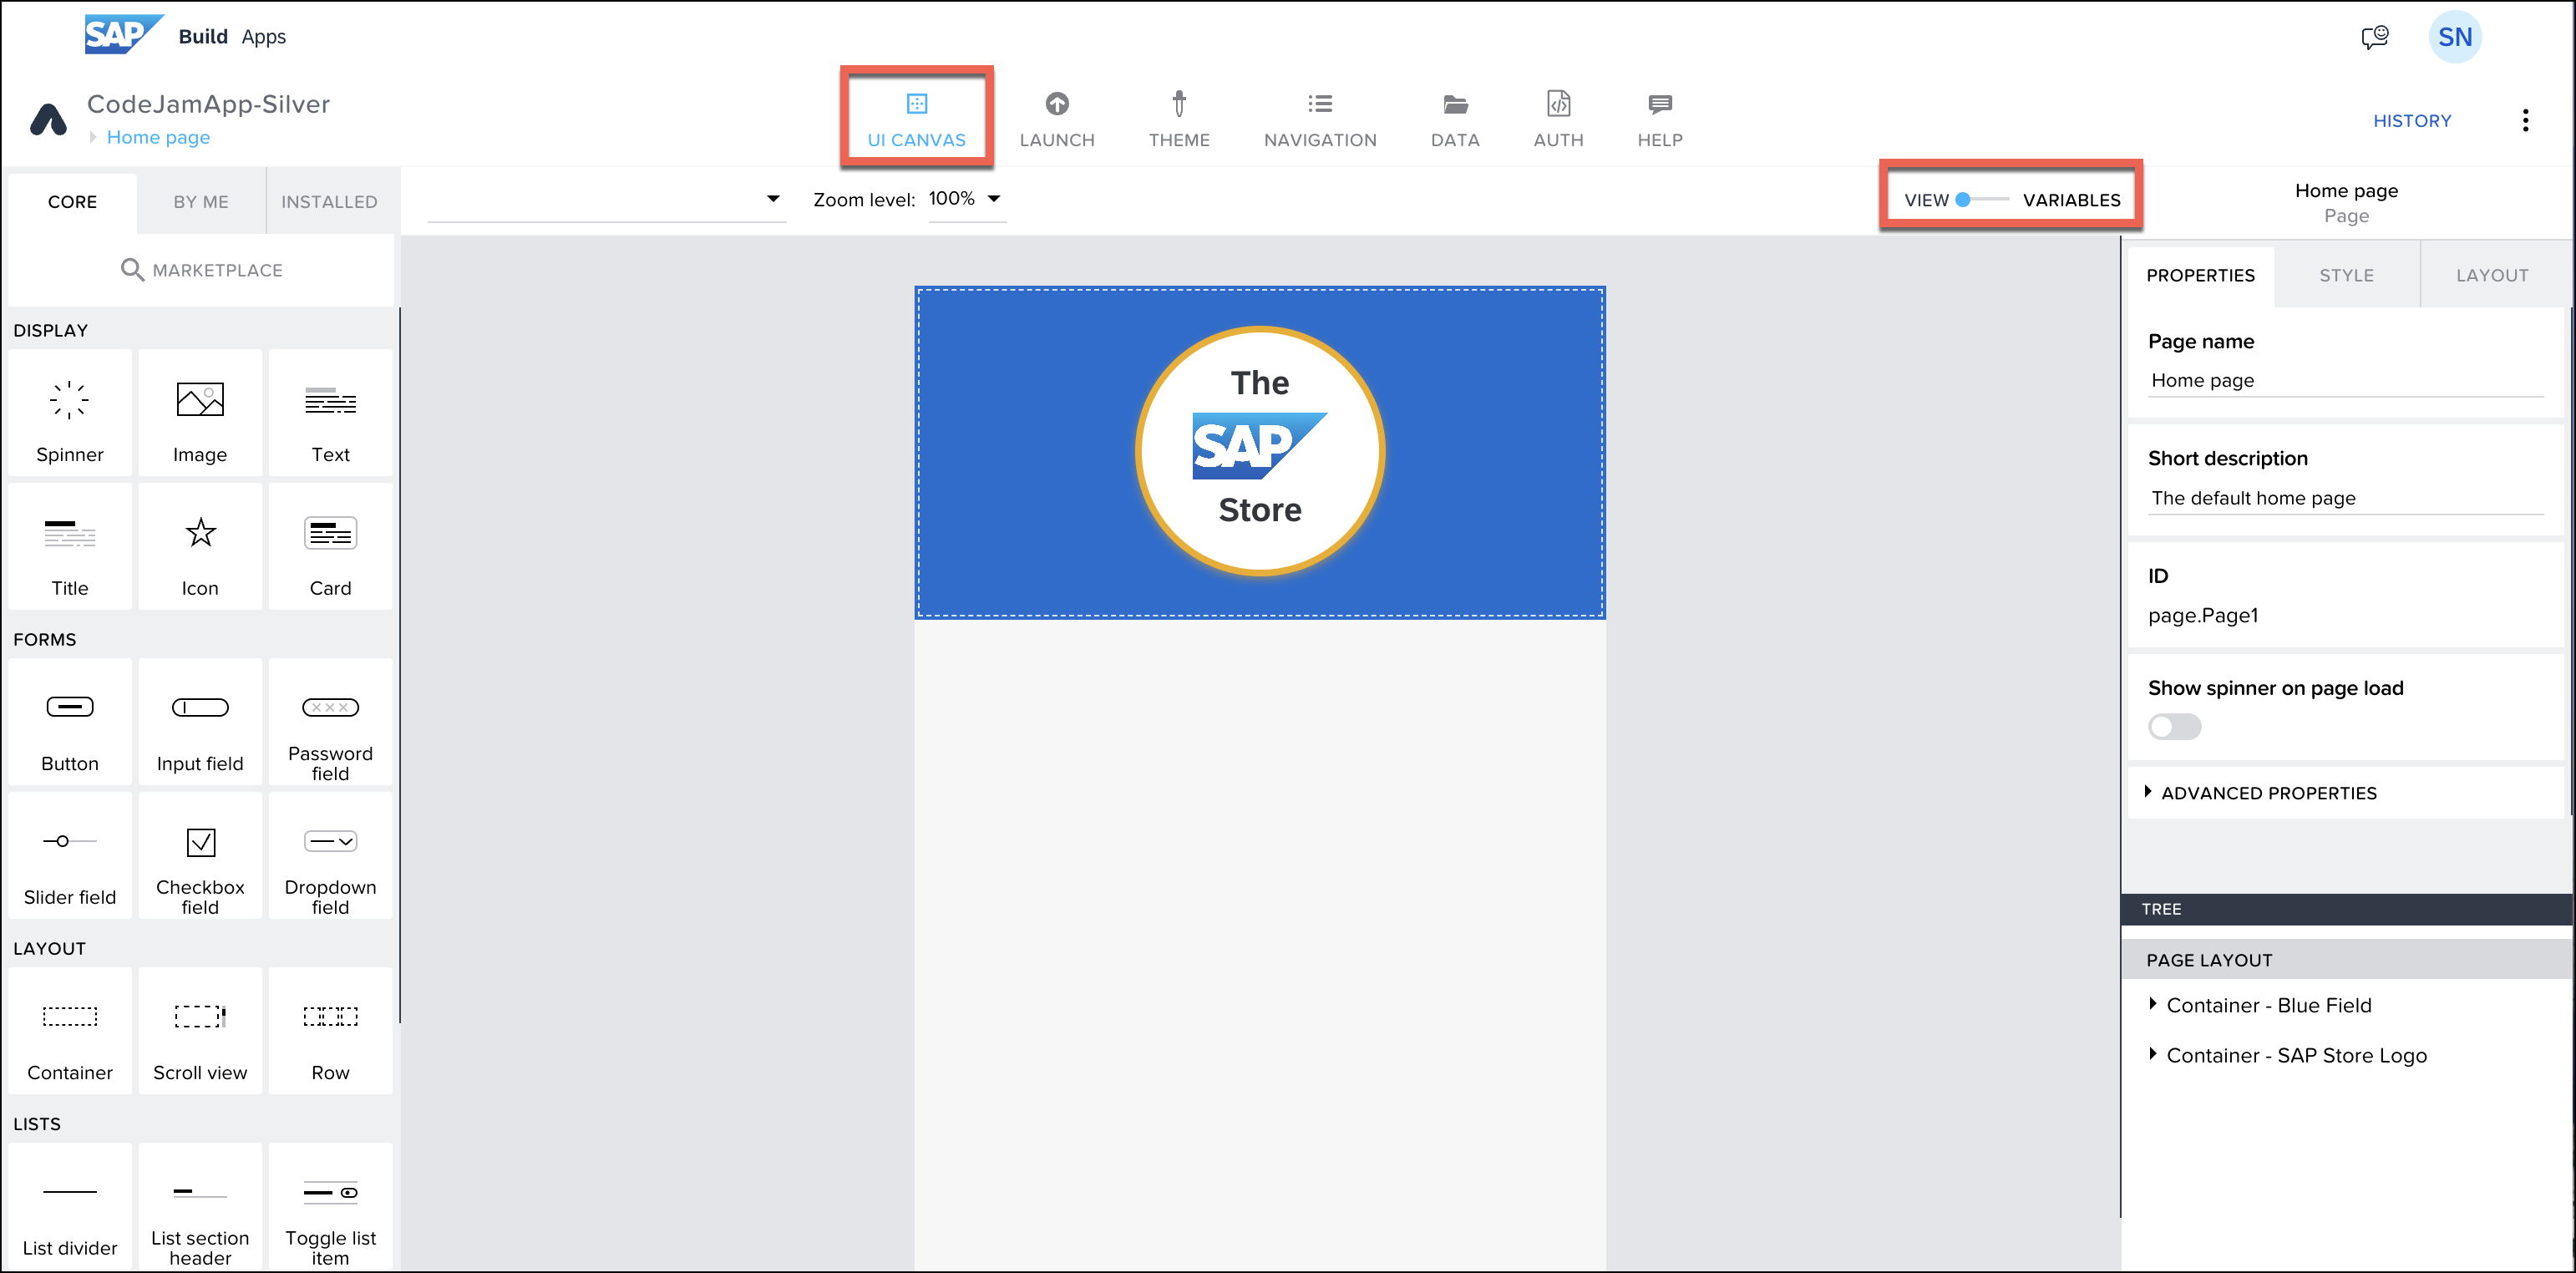 SAP Build Apps
SN
CodeJamApp-Silver
Home page
UI CANVAS
LAUNCH
THEME
NAVIGATION
DATA
AUTH
HELP
HISTORY
CORE
BY ME
INSTALLED
Zoom level: 100%
VIEW
VARIABLES
Home page
Page
MARKETPLACE
DISPLAY
Spinner
Image
Text
Title
Icon
Card
FORMS
Button
Input field
Password
field
Slider field
Checkbox
field
Dropdown
field
LAYOUT
Container
Scroll view
Row
LISTS
List divider
List section
header
Toggle list
item
The
SAP
Store
PROPERTIES
STYLE
LAYOUT
Page name
Home page
Short description
The default home page
ID
page.Page1
Show spinner on page load
ADVANCED PROPERTIES
TREE
PAGE LAYOUT
Container - Blue Field
Container - SAP Store Logo